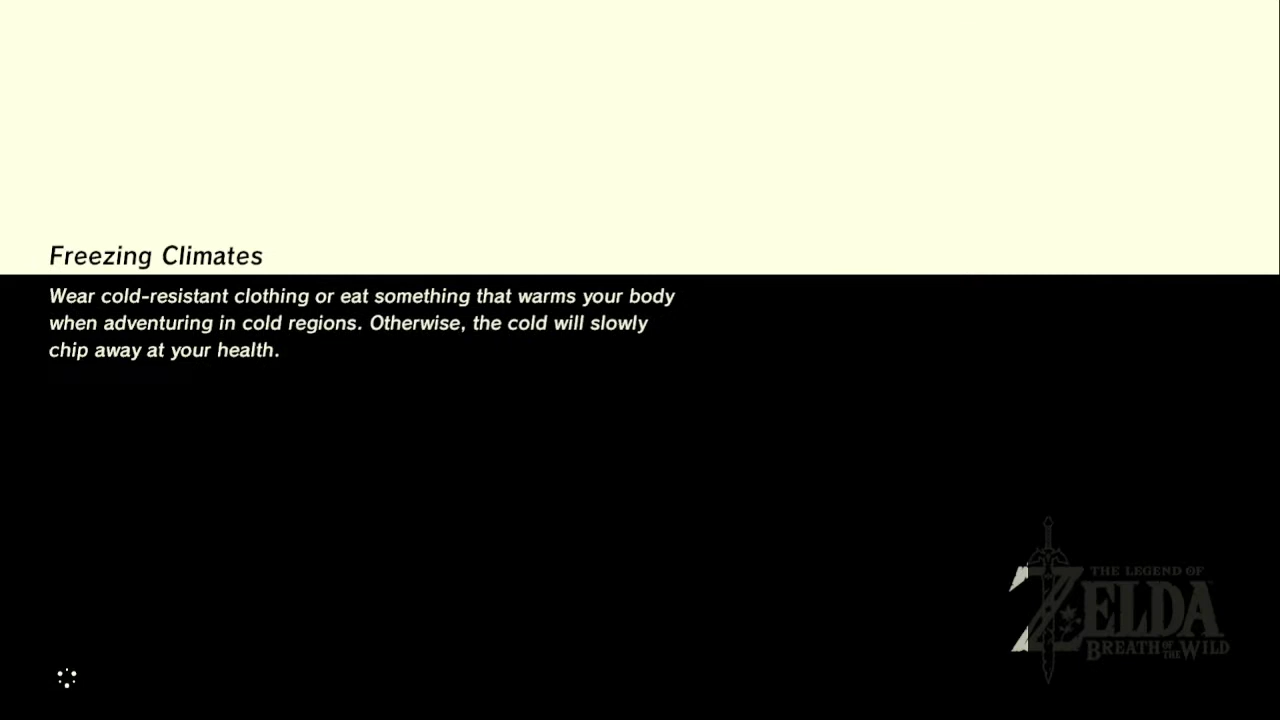 Freezing Climates
Wear cold-resistant clothing or eat something that warms your body
when adventuring in cold regions. Otherwise, the cold will slowly
chip away at your health.
THE LEGEND OF
ZELDA
BREATH OF THE WILD